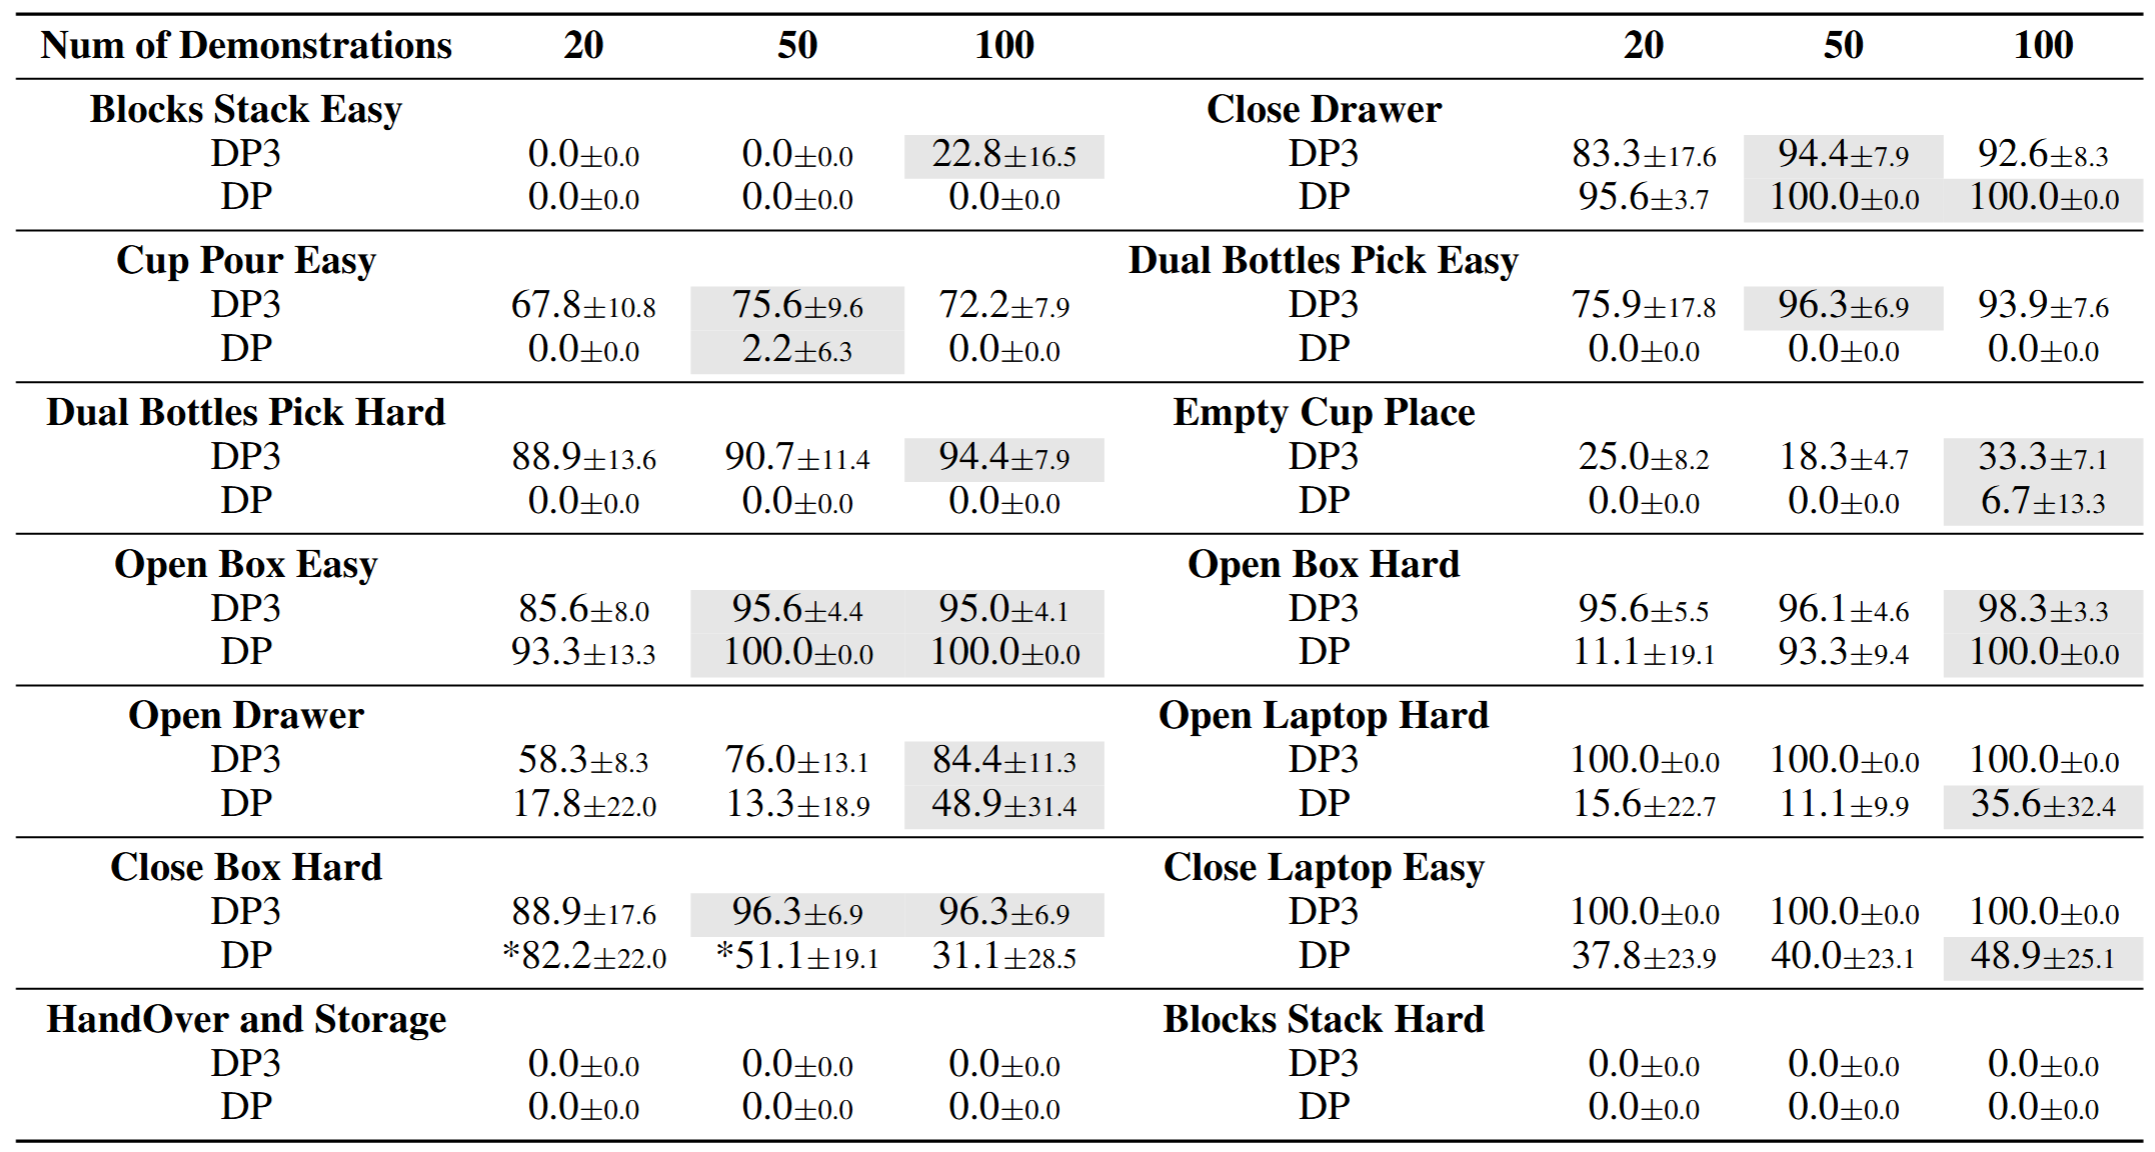 Num of Demonstrations 20 50 100 20 50 100
Blocks Stack Easy Close Drawer
DP3 0.0±0.0 0.0±0.0 22.8±16.5 DP3 83.3±17.6 94.4±7.9 92.6±8.3
DP 0.0±0.0 0.0±0.0 0.0±0.0 DP 95.6±3.7 100.0±0.0 100.0±0.0
Cup Pour Easy Dual Bottles Pick Easy
DP3 67.8±10.8 75.6±9.6 72.2±7.9 DP3 75.9±17.8 96.3±6.9 93.9±7.6
DP 0.0±0.0 2.2±6.3 0.0±0.0 DP 0.0±0.0 0.0±0.0 0.0±0.0
Dual Bottles Pick Hard Empty Cup Place
DP3 88.9±13.6 90.7±11.4 94.4±7.9 DP3 25.0±8.2 18.3±4.7 33.3±7.1
DP 0.0±0.0 0.0±0.0 0.0±0.0 DP 0.0±0.0 0.0±0.0 6.7±13.3
Open Box Easy Open Box Hard
DP3 85.6±8.0 95.6±4.4 95.0±4.1 DP3 95.6±5.5 96.1±4.6 98.3±3.3
DP 93.3±13.3 100.0±0.0 100.0±0.0 DP 11.1±19.1 93.3±9.4 100.0±0.0
Open Drawer Open Laptop Hard
DP3 58.3±8.3 76.0±13.1 84.4±11.3 DP3 100.0±0.0 100.0±0.0 100.0±0.0
DP 17.8±22.0 13.3±18.9 48.9±31.4 DP 15.6±22.7 11.1±9.9 35.6±32.4
Close Box Hard Close Laptop Easy
DP3 88.9±17.6 96.3±6.9 96.3±6.9 DP3 100.0±0.0 100.0±0.0 100.0±0.0
DP *82.2±22.0 *51.1±19.1 31.1±28.5 DP 37.8±23.9 40.0±23.1 48.9±25.1
HandOver and Storage Blocks Stack Hard
DP3 0.0±0.0 0.0±0.0 0.0±0.0 DP3 0.0±0.0 0.0±0.0 0.0±0.0
DP 0.0±0.0 0.0±0.0 0.0±0.0 DP 0.0±0.0 0.0±0.0 0.0±0.0